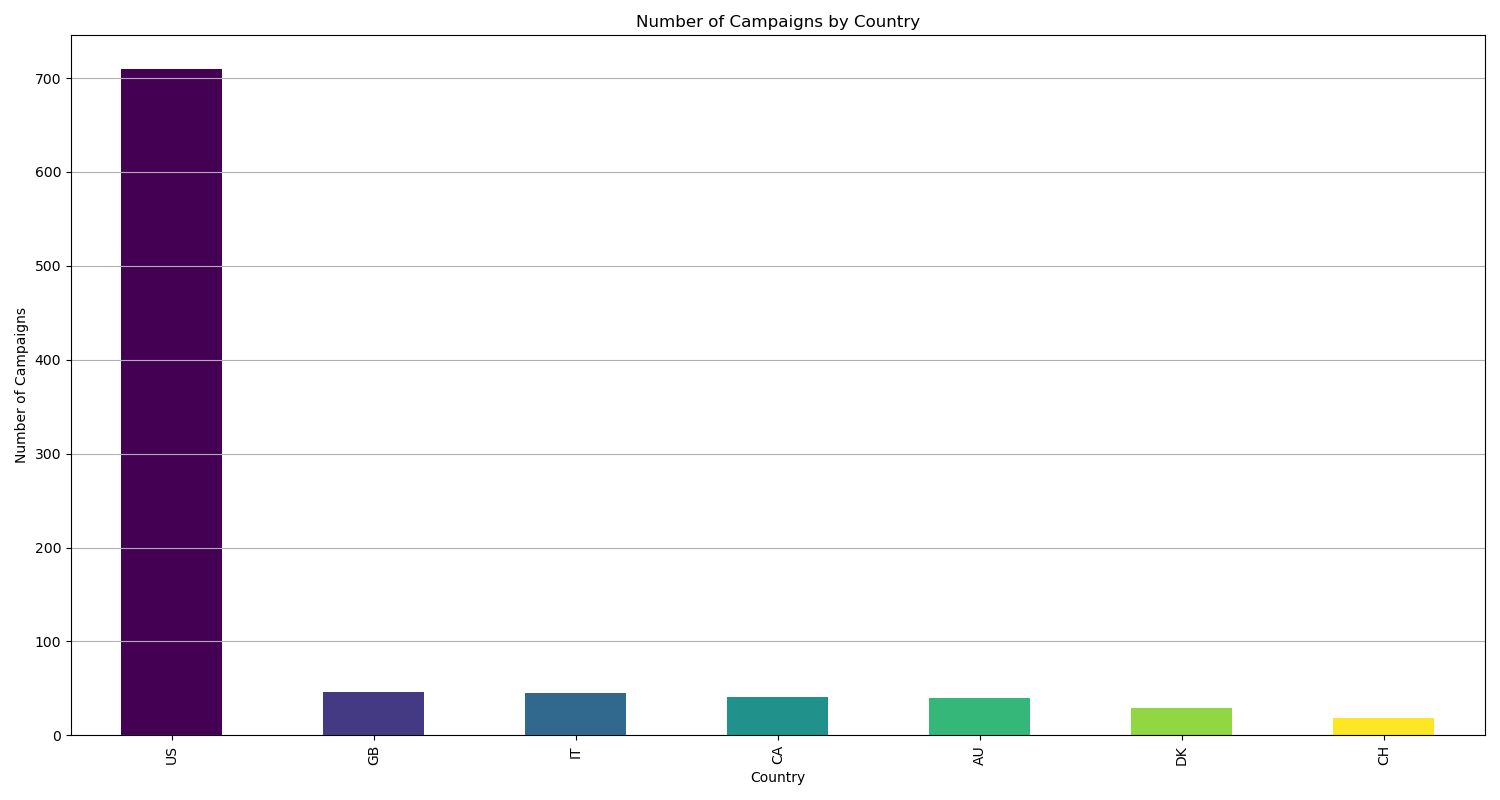 Number of Campaigns by Country
Number of Campaigns
700
600
500
400
300
200
100
0
US
GB
IT
CA
AU
DK
CH
Country